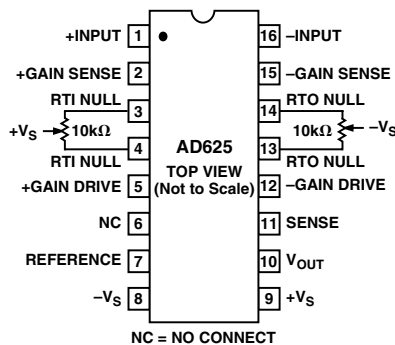 +INPUT 1 16 –INPUT
+GAIN SENSE 2 15 –GAIN SENSE
RTI NULL 3 14 RTO NULL
+VS 10kΩ 10kΩ –VS
RTI NULL 4 13 RTO NULL
AD625
TOP VIEW
(Not to Scale)
+GAIN DRIVE 5 12 –GAIN DRIVE
NC 6 11 SENSE
REFERENCE 7 10 VOUT
–VS 8 9 +VS
NC = NO CONNECT